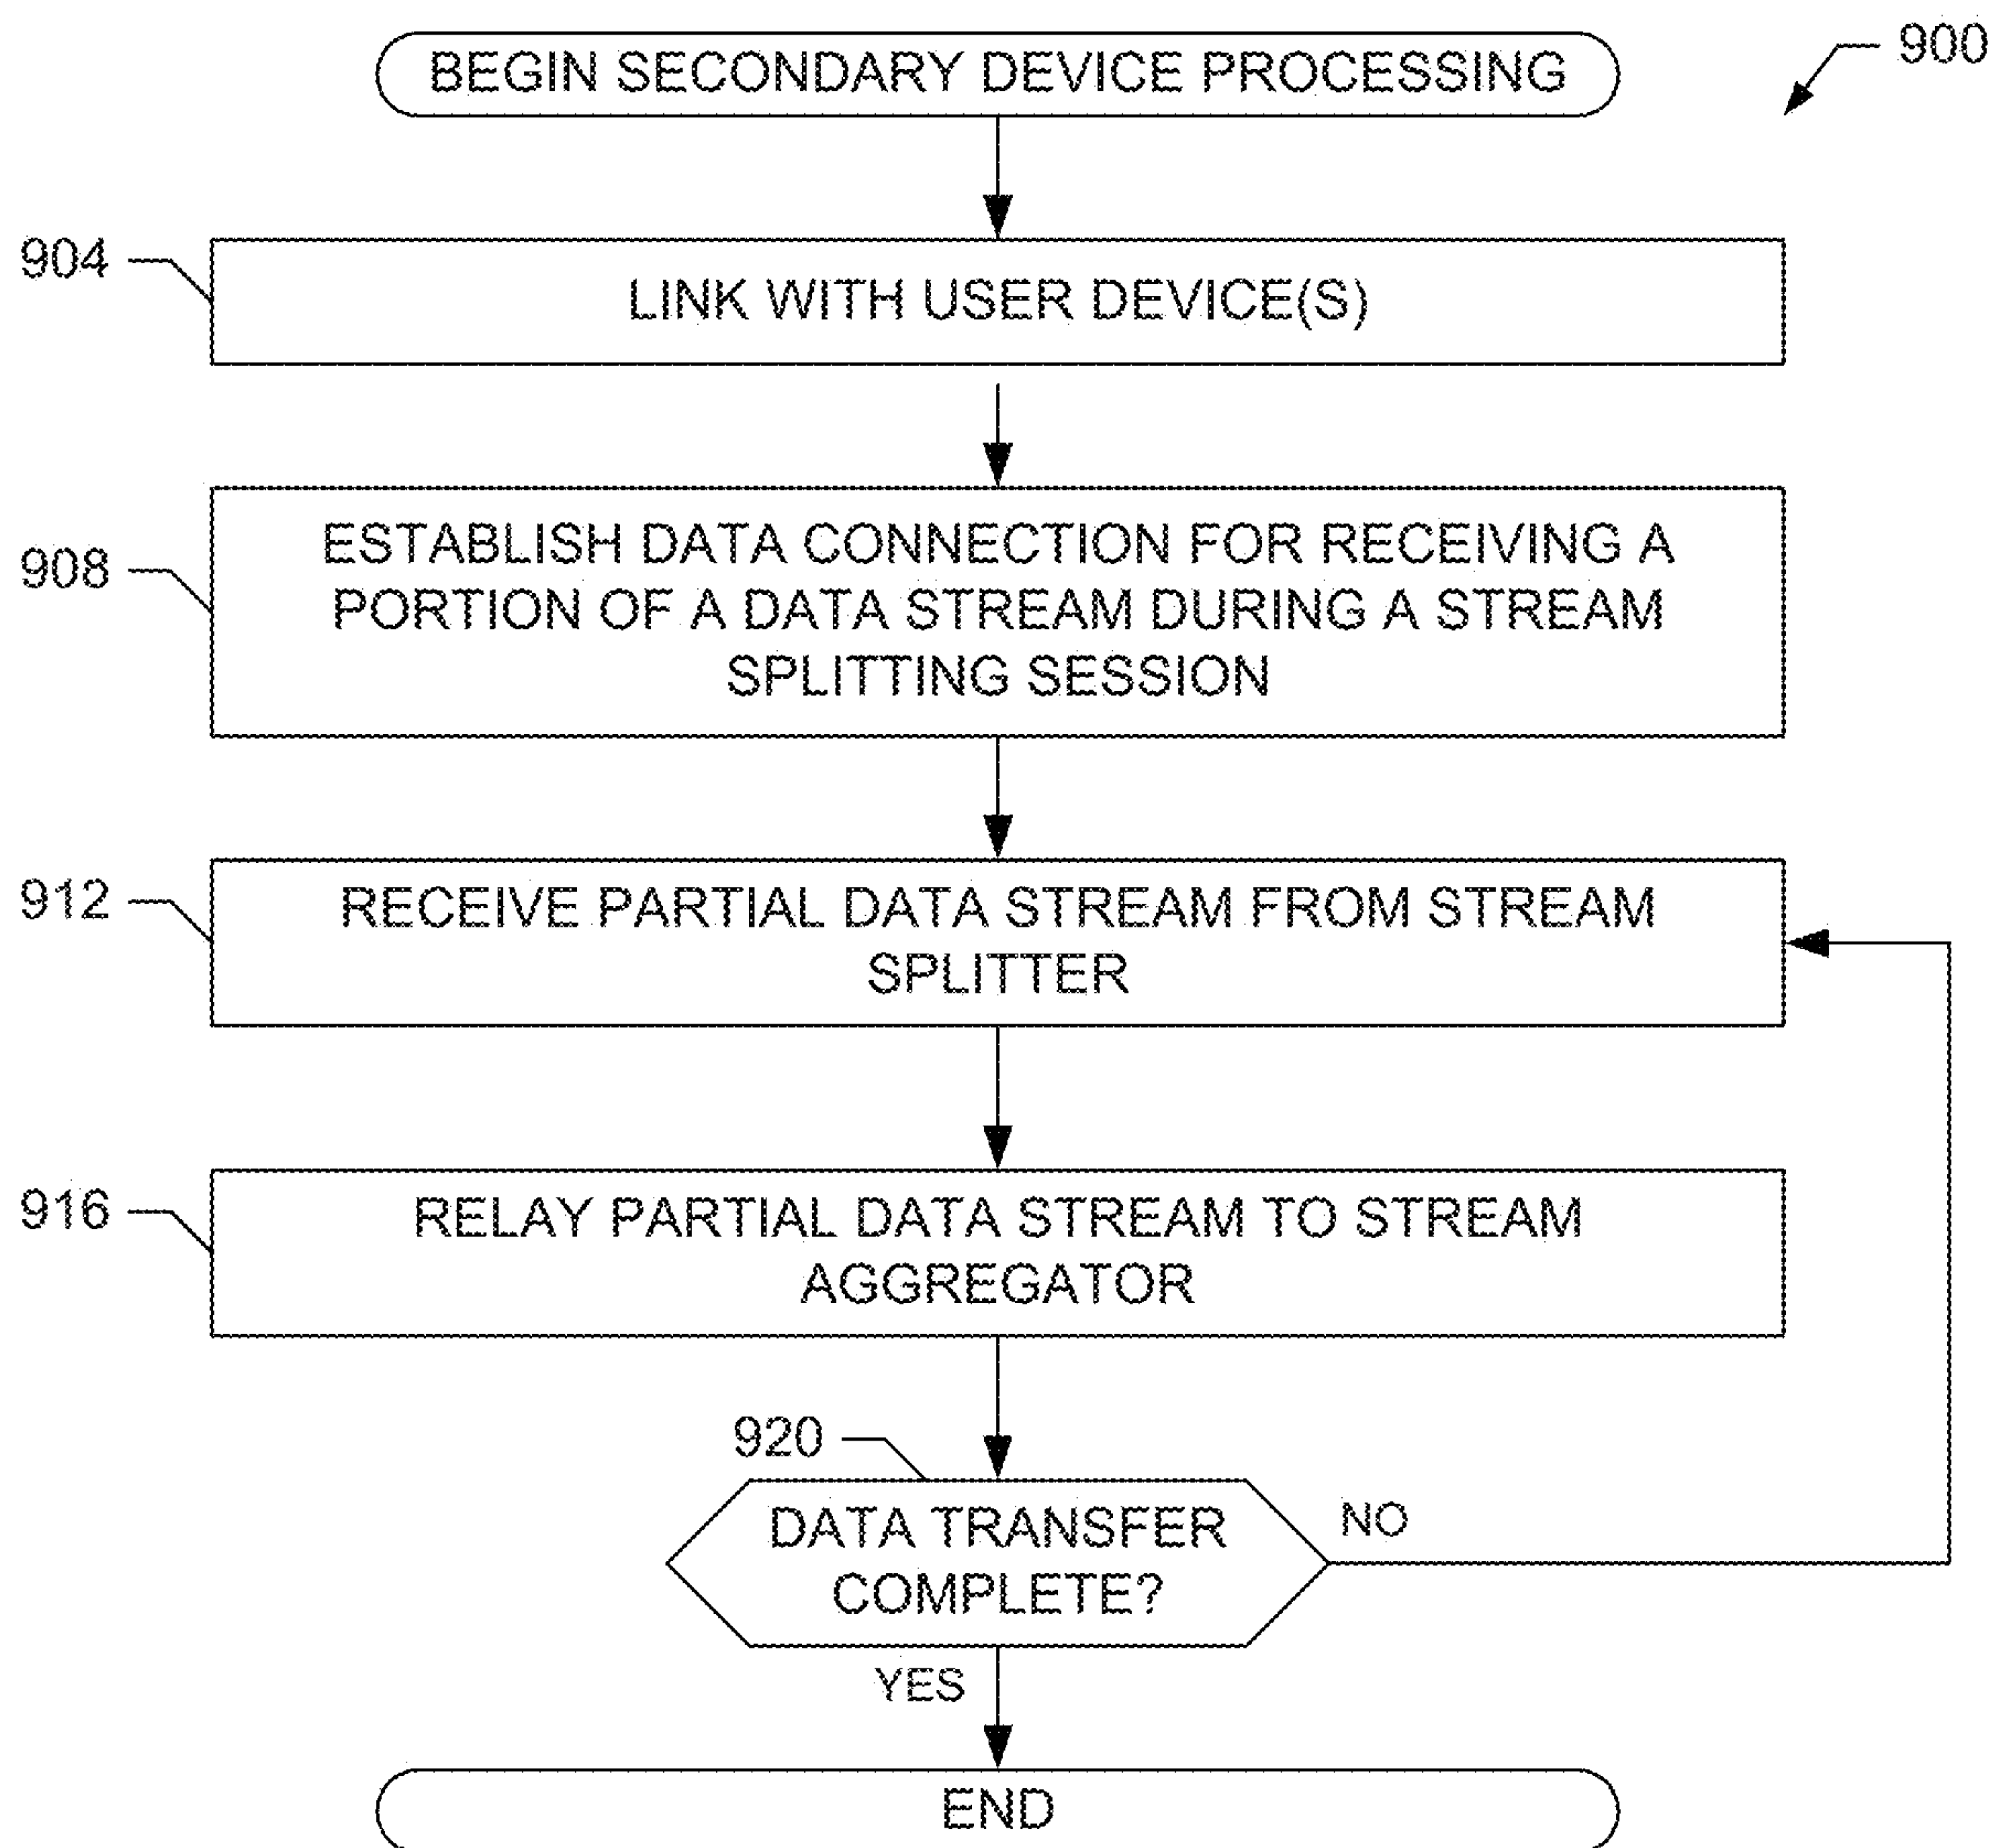 BEGIN SECONDARY DEVICE PROCESSING
900
904
LINK WITH USER DEVICE(S)
908
ESTABLISH DATA CONNECTION FOR RECEIVING A
PORTION OF A DATA STREAM DURING A STREAM
SPLITTING SESSION
912
RECEIVE PARTIAL DATA STREAM FROM STREAM
SPLITTER
916
RELAY PARTIAL DATA STREAM TO STREAM
AGGREGATOR
920
DATA TRANSFER
COMPLETE?
NO
YES
END